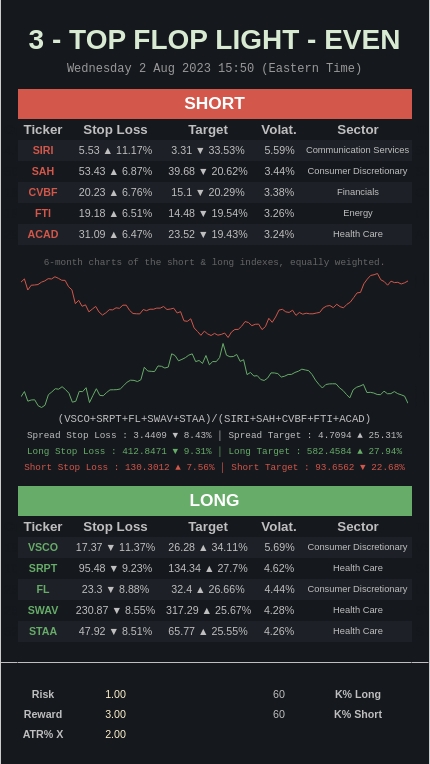 3 - TOP FLOP LIGHT - EVEN
Wednesday 2 Aug 2023 15:50 (Eastern Time)
SHORT
Ticker Stop Loss Target Volat. Sector
SIRI 5.53 ▲ 11.17% 3.31 ▼ 33.53% 5.59% Communication Services
SAH 53.43 ▲ 6.87% 39.68 ▼ 20.62% 3.44% Consumer Discretionary
CVBF 20.23 ▲ 6.76% 15.1 ▼ 20.29% 3.38% Financials
FTI 19.18 ▲ 6.51% 14.48 ▼ 19.54% 3.26% Energy
ACAD 31.09 ▲ 6.47% 23.52 ▼ 19.43% 3.24% Health Care
6-month charts of the short & long indexes, equally weighted.
(VSCO+SRPT+FL+SWAV+STAA)/(SIRI+SAH+CVBF+FTI+ACAD)
Spread Stop Loss : 3.4409 ▼ 8.43% | Spread Target : 4.7094 ▲ 25.31%
Long Stop Loss : 412.8471 ▼ 9.31% | Long Target : 582.4584 ▲ 27.94%
Short Stop Loss : 130.3012 ▲ 7.56% | Short Target : 93.6562 ▼ 22.68%
LONG
Ticker Stop Loss Target Volat. Sector
VSCO 17.37 ▼ 11.37% 26.28 ▲ 34.11% 5.69% Consumer Discretionary
SRPT 95.48 ▼ 9.23% 134.34 ▲ 27.7% 4.62% Health Care
FL 23.3 ▼ 8.88% 32.4 ▲ 26.66% 4.44% Consumer Discretionary
SWAV 230.87 ▼ 8.55% 317.29 ▲ 25.67% 4.28% Health Care
STAA 47.92 ▼ 8.51% 65.77 ▲ 25.55% 4.26% Health Care
Risk 1.00 60 K% Long
Reward 3.00 60 K% Short
ATR% X 2.00